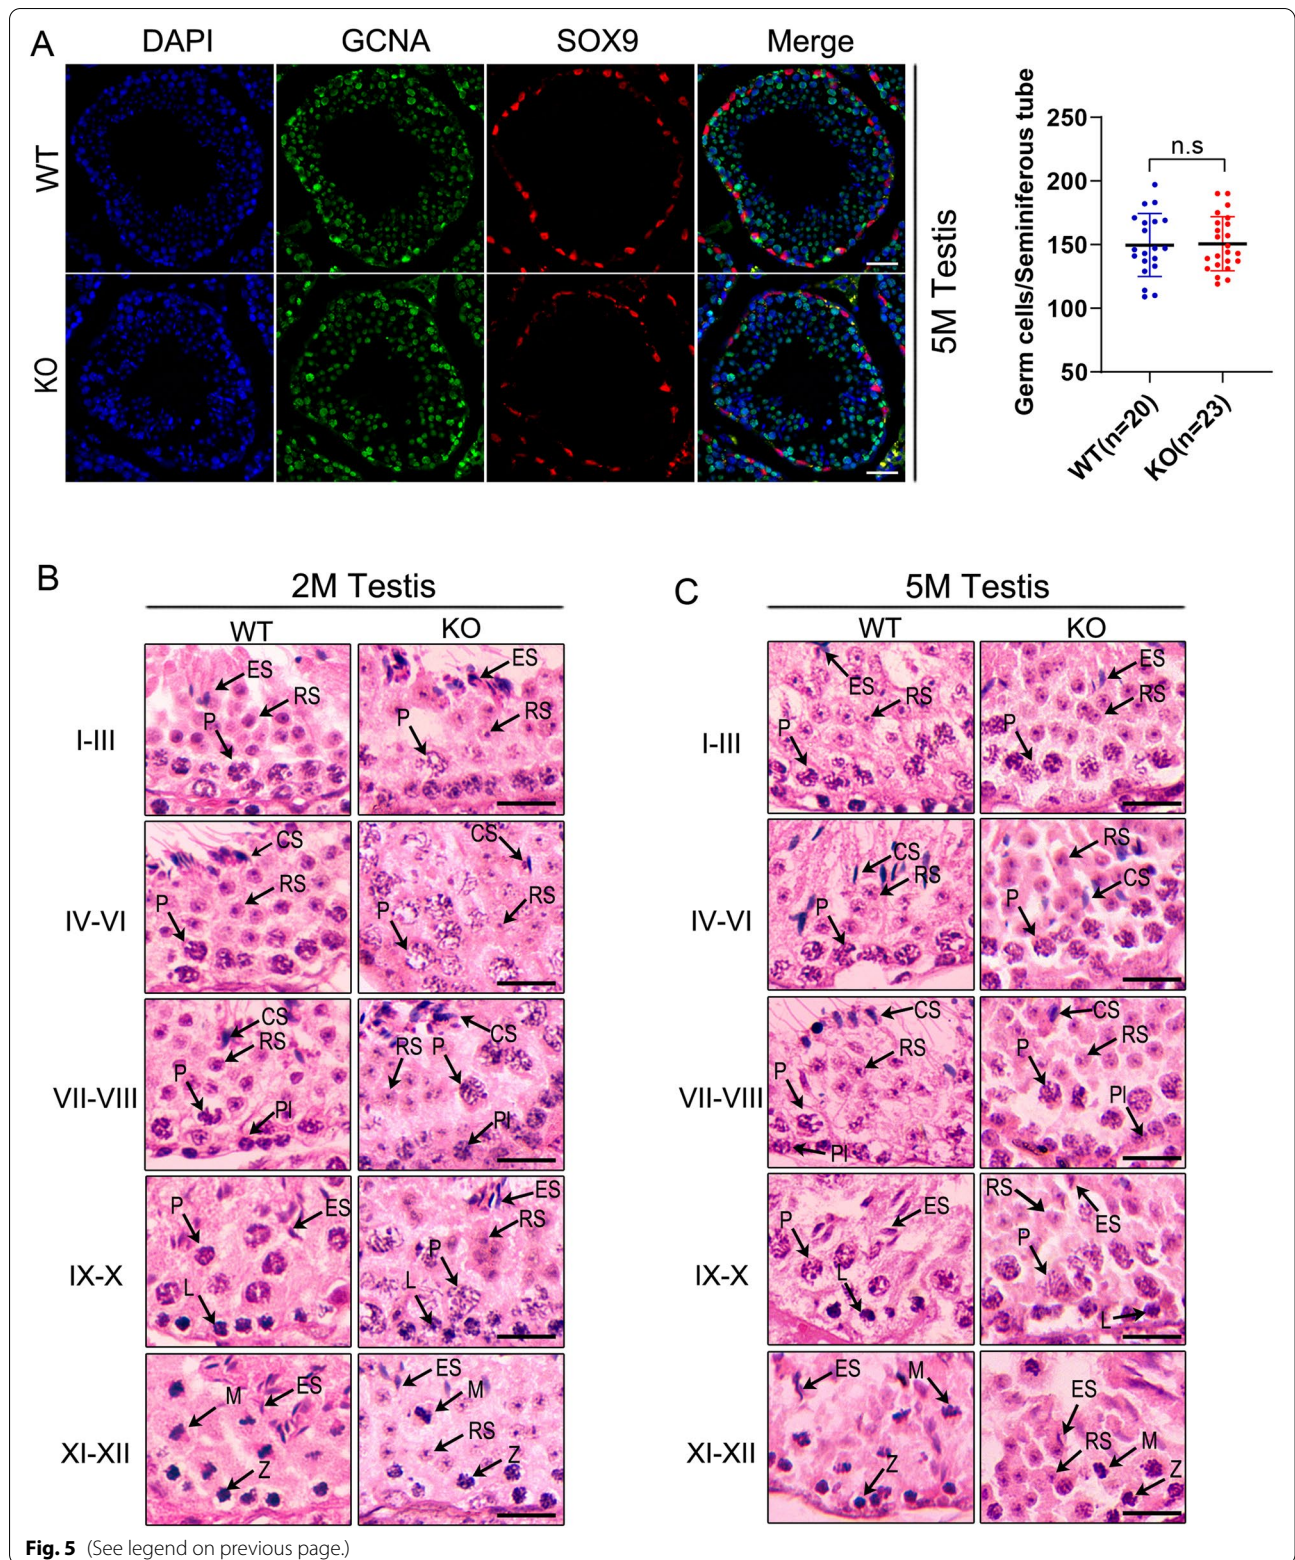 A
DAPI GCNA SOX9 Merge
WT
KO
5M Testis
Germ cells/Seminiferous tube
250
200
150
100
50
n.s
WT(n=20)
KO(n=23)
B
2M Testis
WT KO
I-III
ES
RS
P
ES
P
RS
IV-VI
CS
RS
P
CS
RS
P
VII-VIII
CS
RS
P
Pl
CS
RS P
Pl
IX-X
P
ES
L
ES
RS
P
L
XI-XII
M
ES
Z
ES
M
RS
Z
C
5M Testis
WT KO
I-III
ES
RS
P
ES
RS
P
IV-VI
CS
RS
P
RS
CS
P
VII-VIII
CS
RS
P
Pl
CS
RS
P
Pl
IX-X
ES
P
L
RS
ES
P
L
XI-XII
ES
M
Z
ES
RS
M
Z
Fig. 5 (See legend on previous page.)